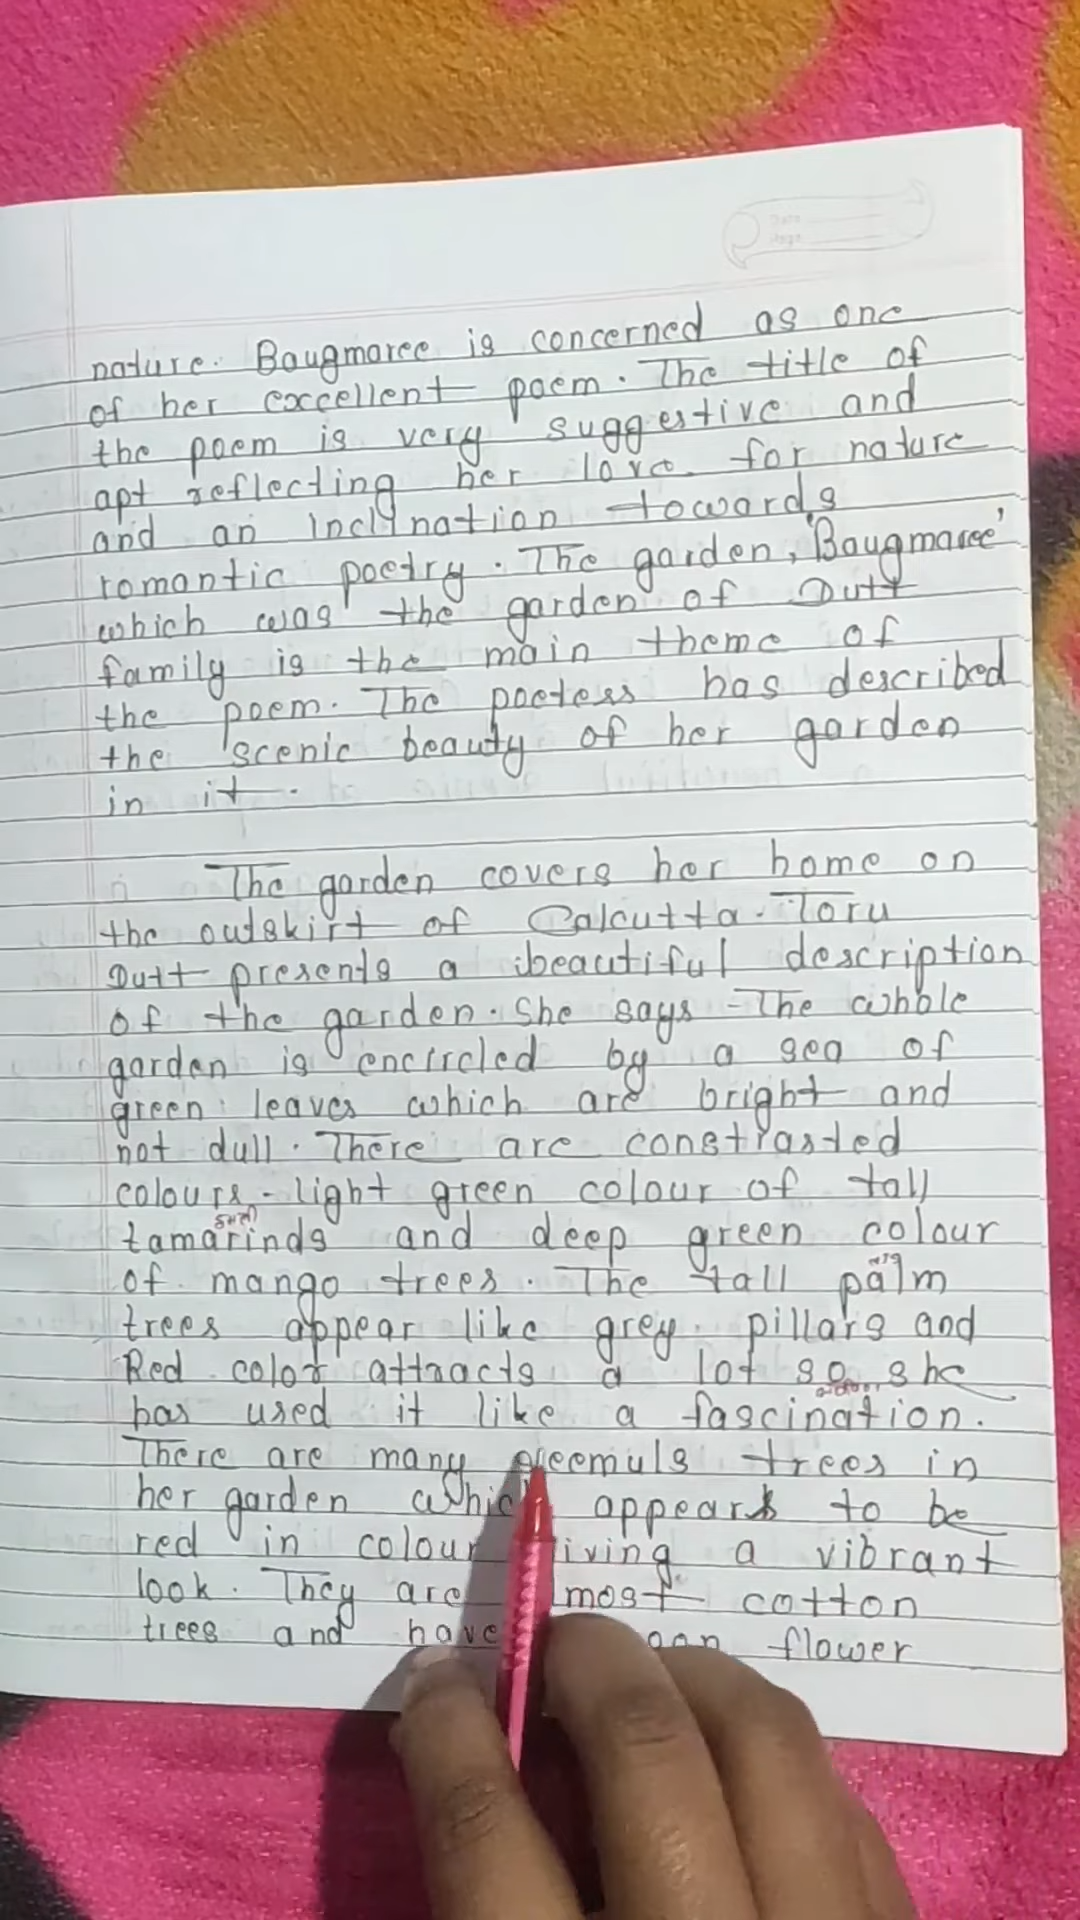 Date
Page
nature. Baugmaree is concerned as one
of her excellent poem. The title of
the poem is very suggestive and
apt reflecting her love for nature
and an inclination towards
romantic poetry. The garden, 'Baugmaree'
which was the garden of Dutt
family is the main theme of
the poem. The poetess has described
the scenic beauty of her garden
in it.
The garden covers her home on
the outskirt of Calcutta. Toru
Dutt presents a beautiful description
of the garden. She says - The whole
garden is encircled by a sea of
green leaves which are bright and
not dull. There are constrasted
colours - light green colour of tall
इमली
tamarinds and deep green colour
of mango trees. The tall palm
trees appear like grey pillars and
Red color attracts a lot so she
has used it like a fascination.
There are many seemuls trees in
her garden which appears to be
red in colour iving a vibrant
look. They are most cotton
trees and have flower